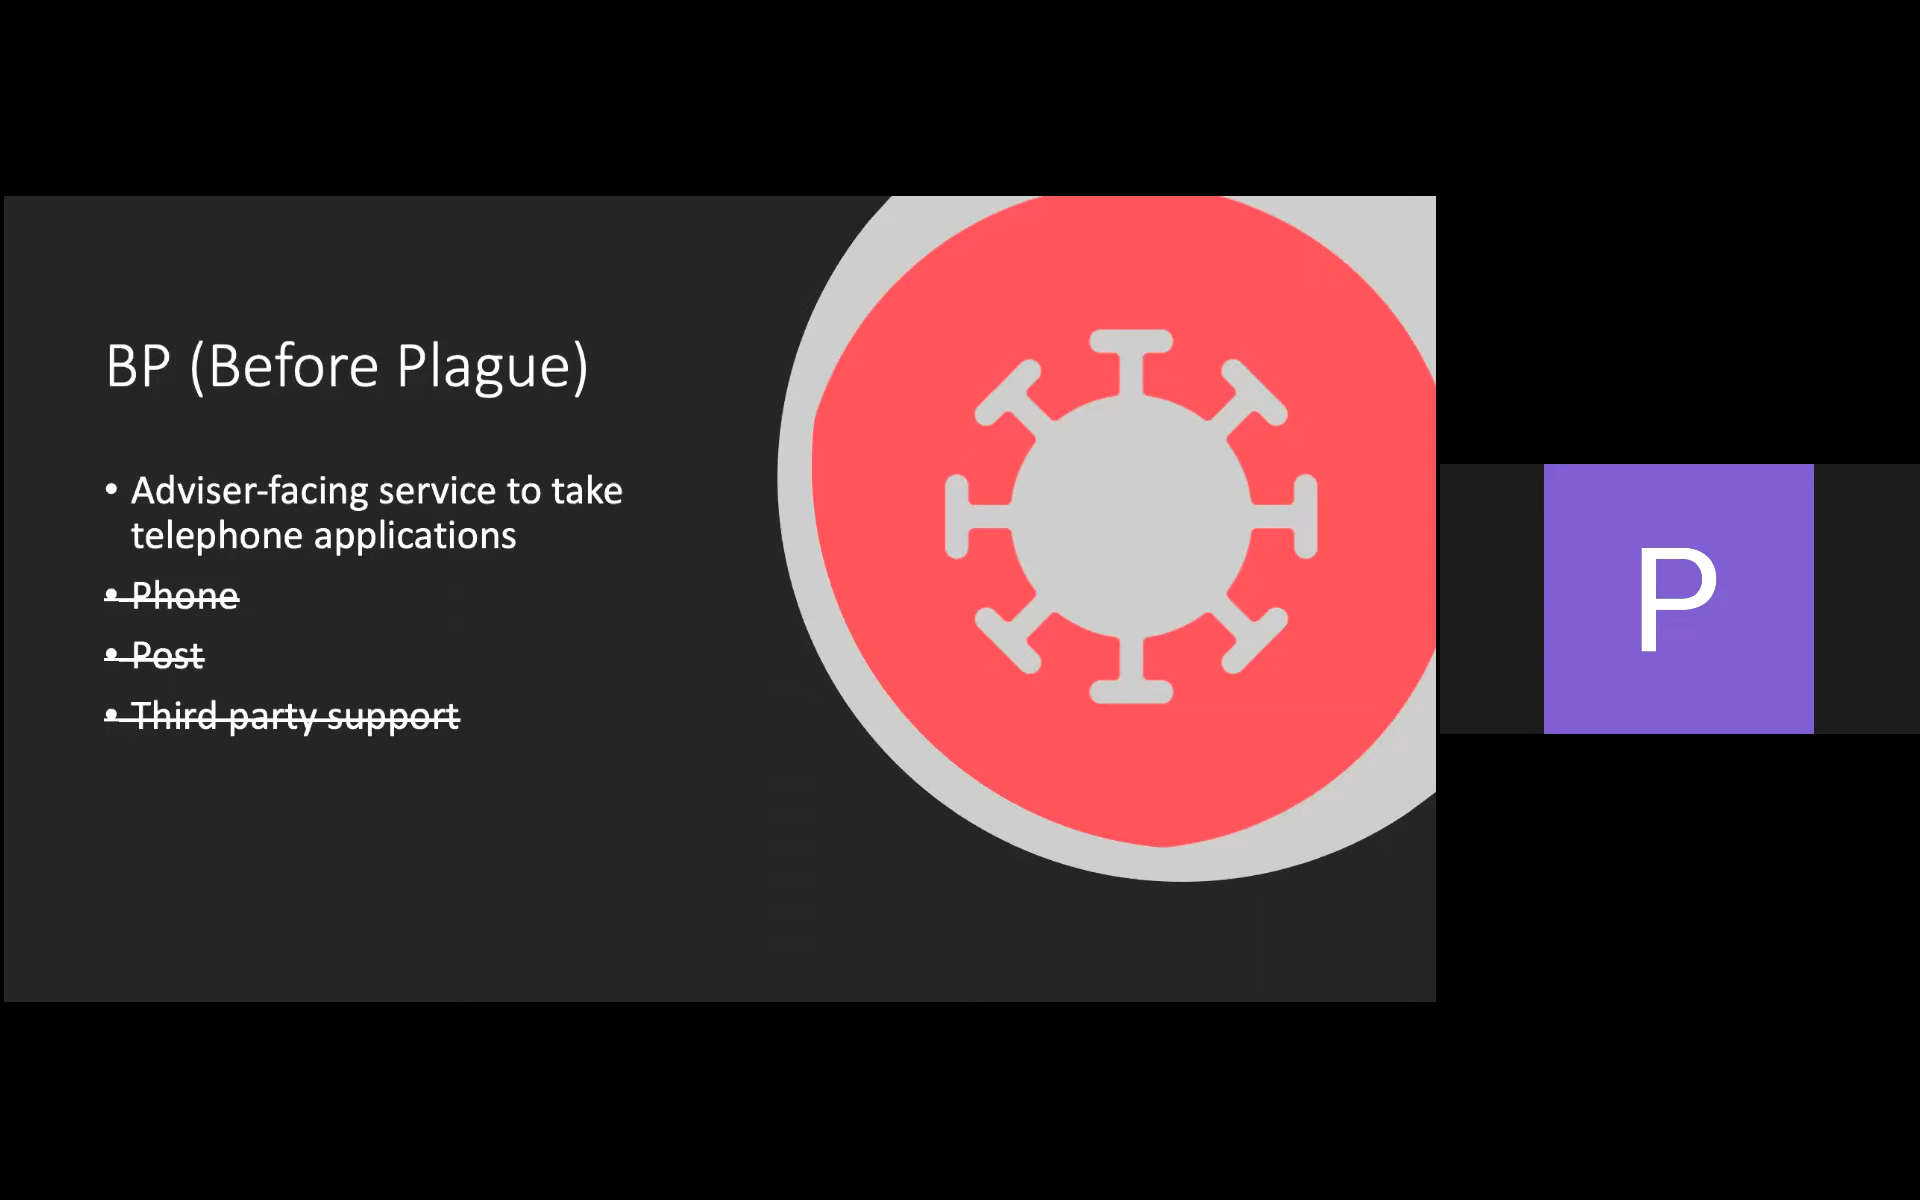 BP (Before Plague)
• Adviser-facing service to take
telephone applications
• Phone
• Post
• Third party support
P